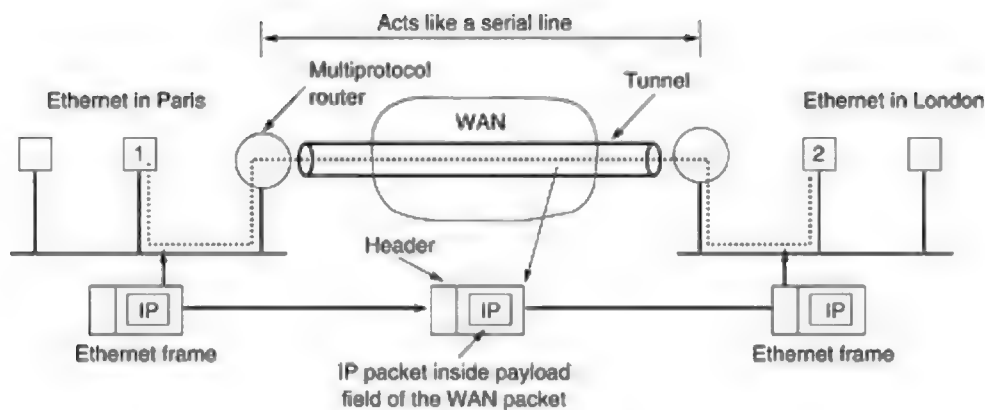 Acts like a serial line
Multiprotocol
router
Tunnel
Ethernet in Paris
WAN
Ethernet in London
1
2
Header
IP
IP
IP
Ethernet frame
Ethernet frame
IP packet inside payload
field of the WAN packet